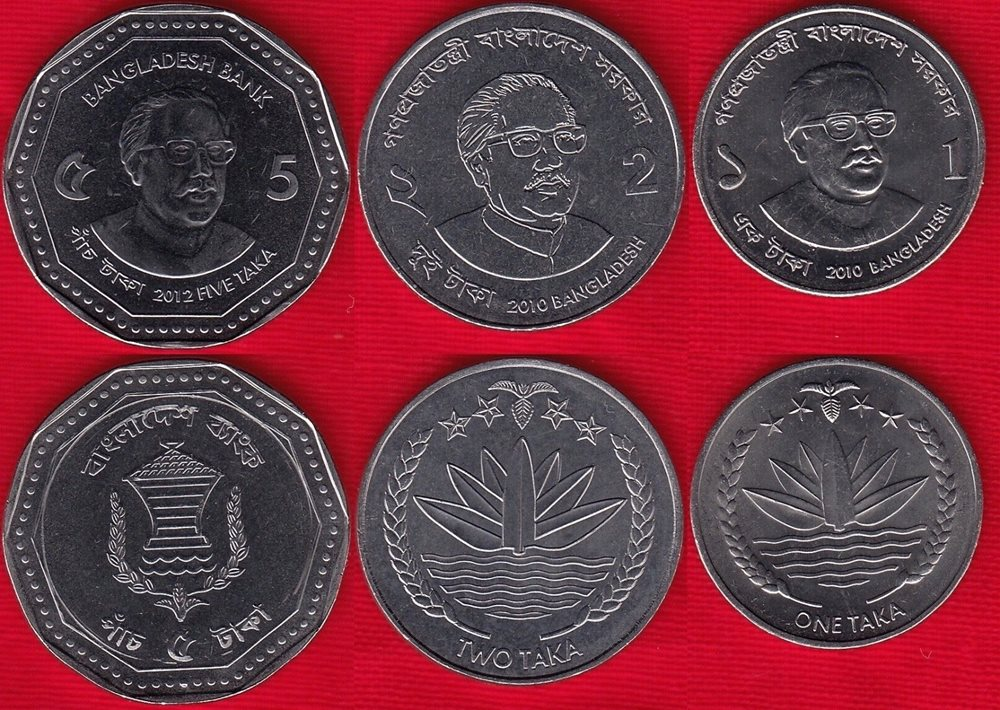 BANGLADESH BANK
৫ 5
পাঁচ টাকা 2012 FIVE TAKA
গণপ্রজাতন্ত্রী বাংলাদেশ সরকার
২ 2
দুই টাকা 2010 BANGLADESH
গণপ্রজাতন্ত্রী বাংলাদেশ সরকার
১ 1
এক টাকা 2010 BANGLADESH
বাংলাদেশ ব্যাংক
পাঁচ ৫ টাকা
TWO TAKA
ONE TAKA